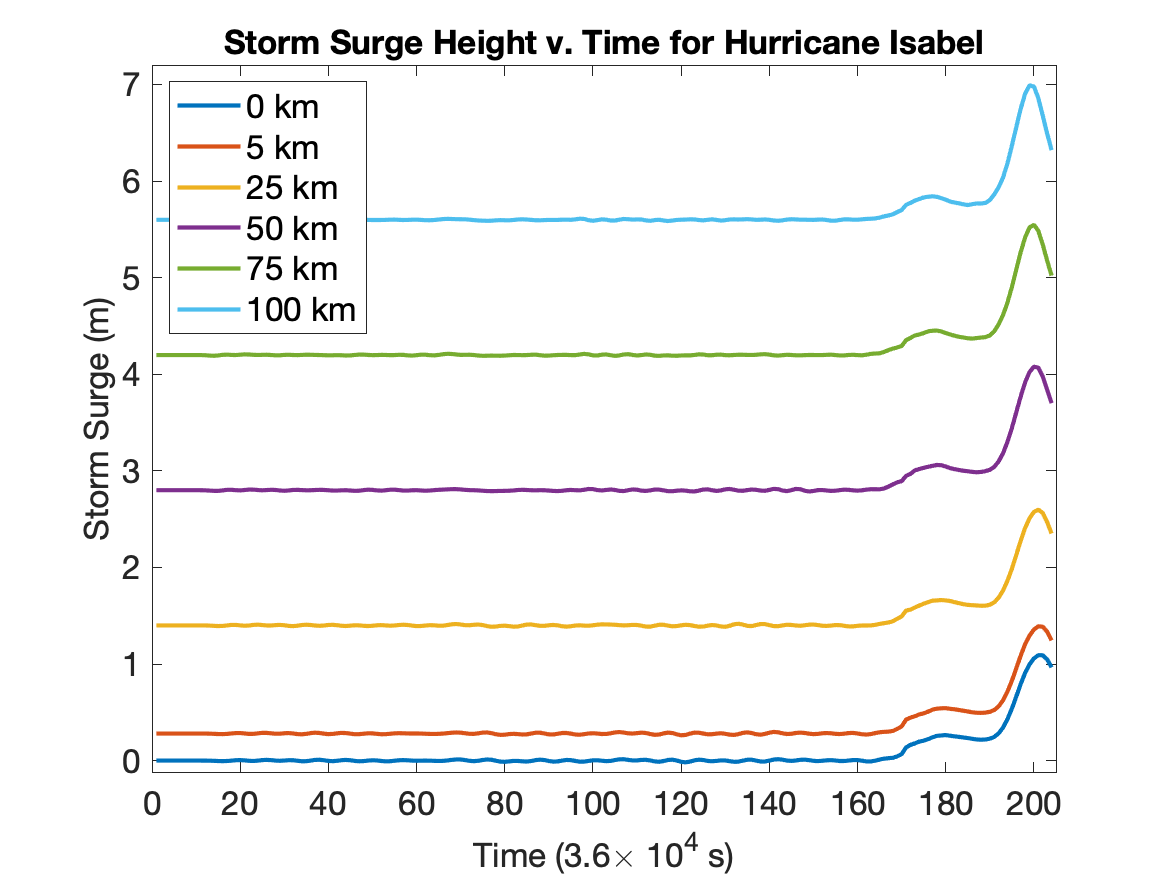 Storm Surge Height v. Time for Hurricane Isabel
7
6
5
4
3
2
1
0
Storm Surge (m)
0 km
5 km
25 km
50 km
75 km
100 km
0 20 40 60 80 100 120 140 160 180 200
Time (3.6× 10⁴ s)